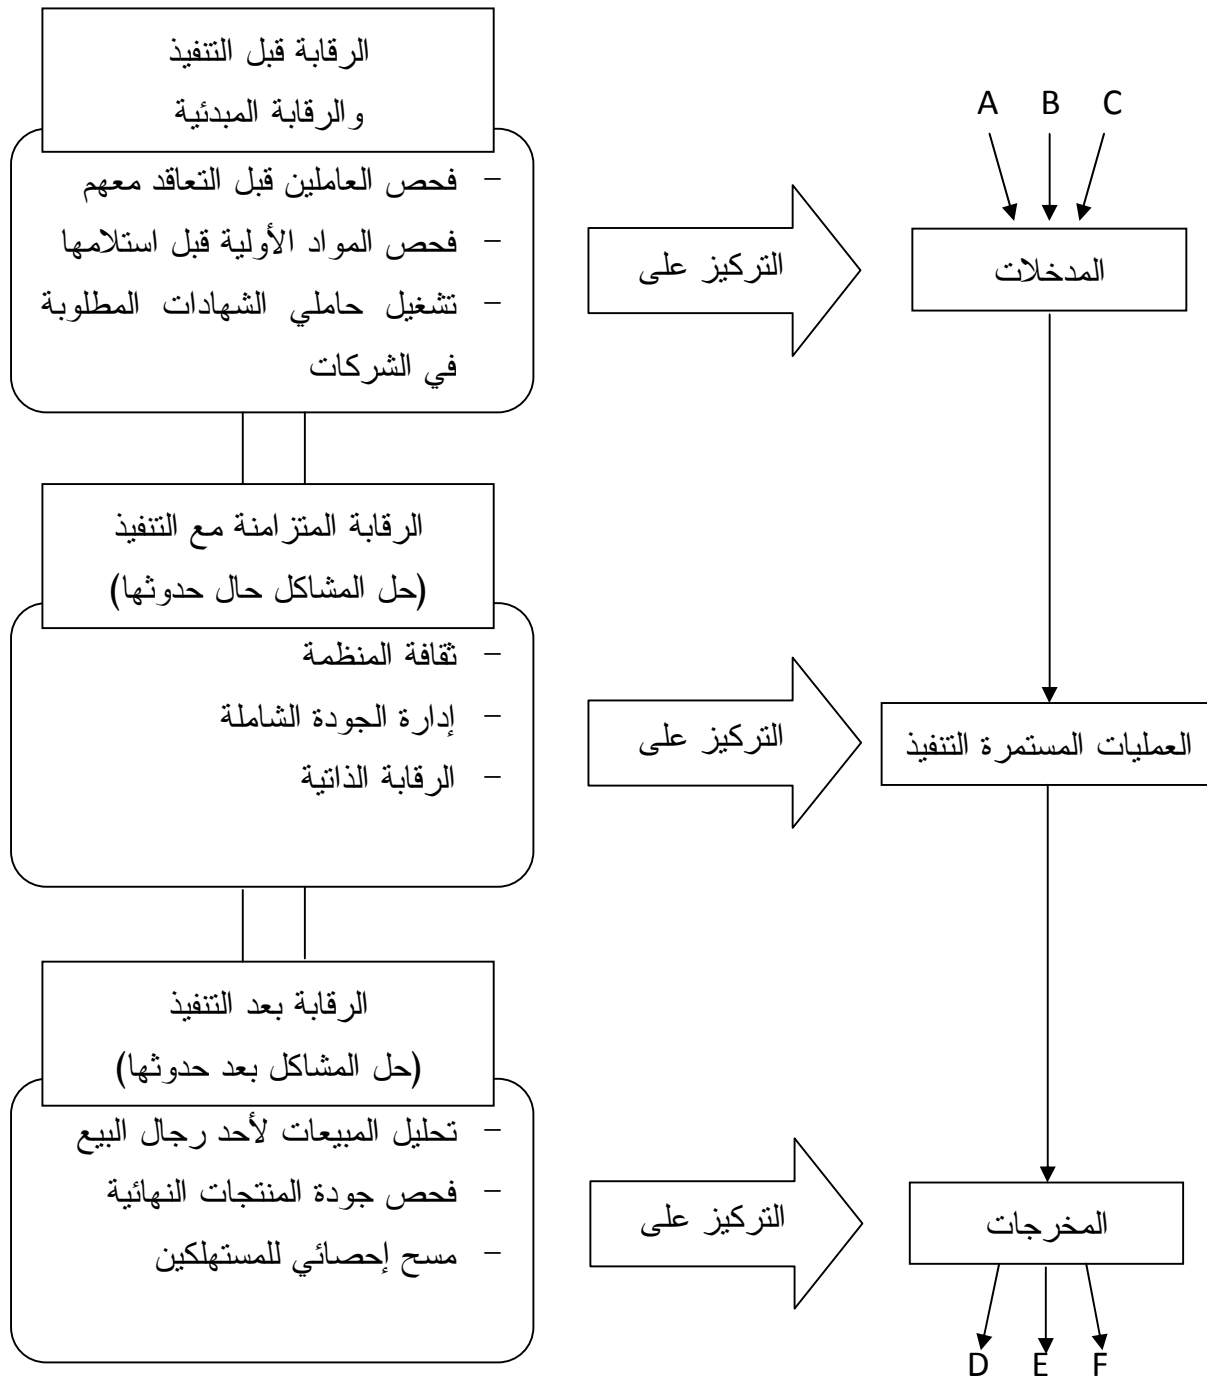 الرقابة قبل التنفيذ
والرقابة المبدئية
- فحص العاملين قبل التعاقد معهم
- فحص المواد الأولية قبل استلامها
- تشغيل حاملي الشهادات المطلوبة
في الشركات
التركيز على
A B C
المدخلات
الرقابة المتزامنة مع التنفيذ
(حل المشاكل حال حدوثها)
- ثقافة المنظمة
- إدارة الجودة الشاملة
- الرقابة الذاتية
التركيز على
العمليات المستمرة التنفيذ
الرقابة بعد التنفيذ
(حل المشاكل بعد حدوثها)
- تحليل المبيعات لأحد رجال البيع
- فحص جودة المنتجات النهائية
- مسح إحصائي للمستهلكين
التركيز على
المخرجات
D E F